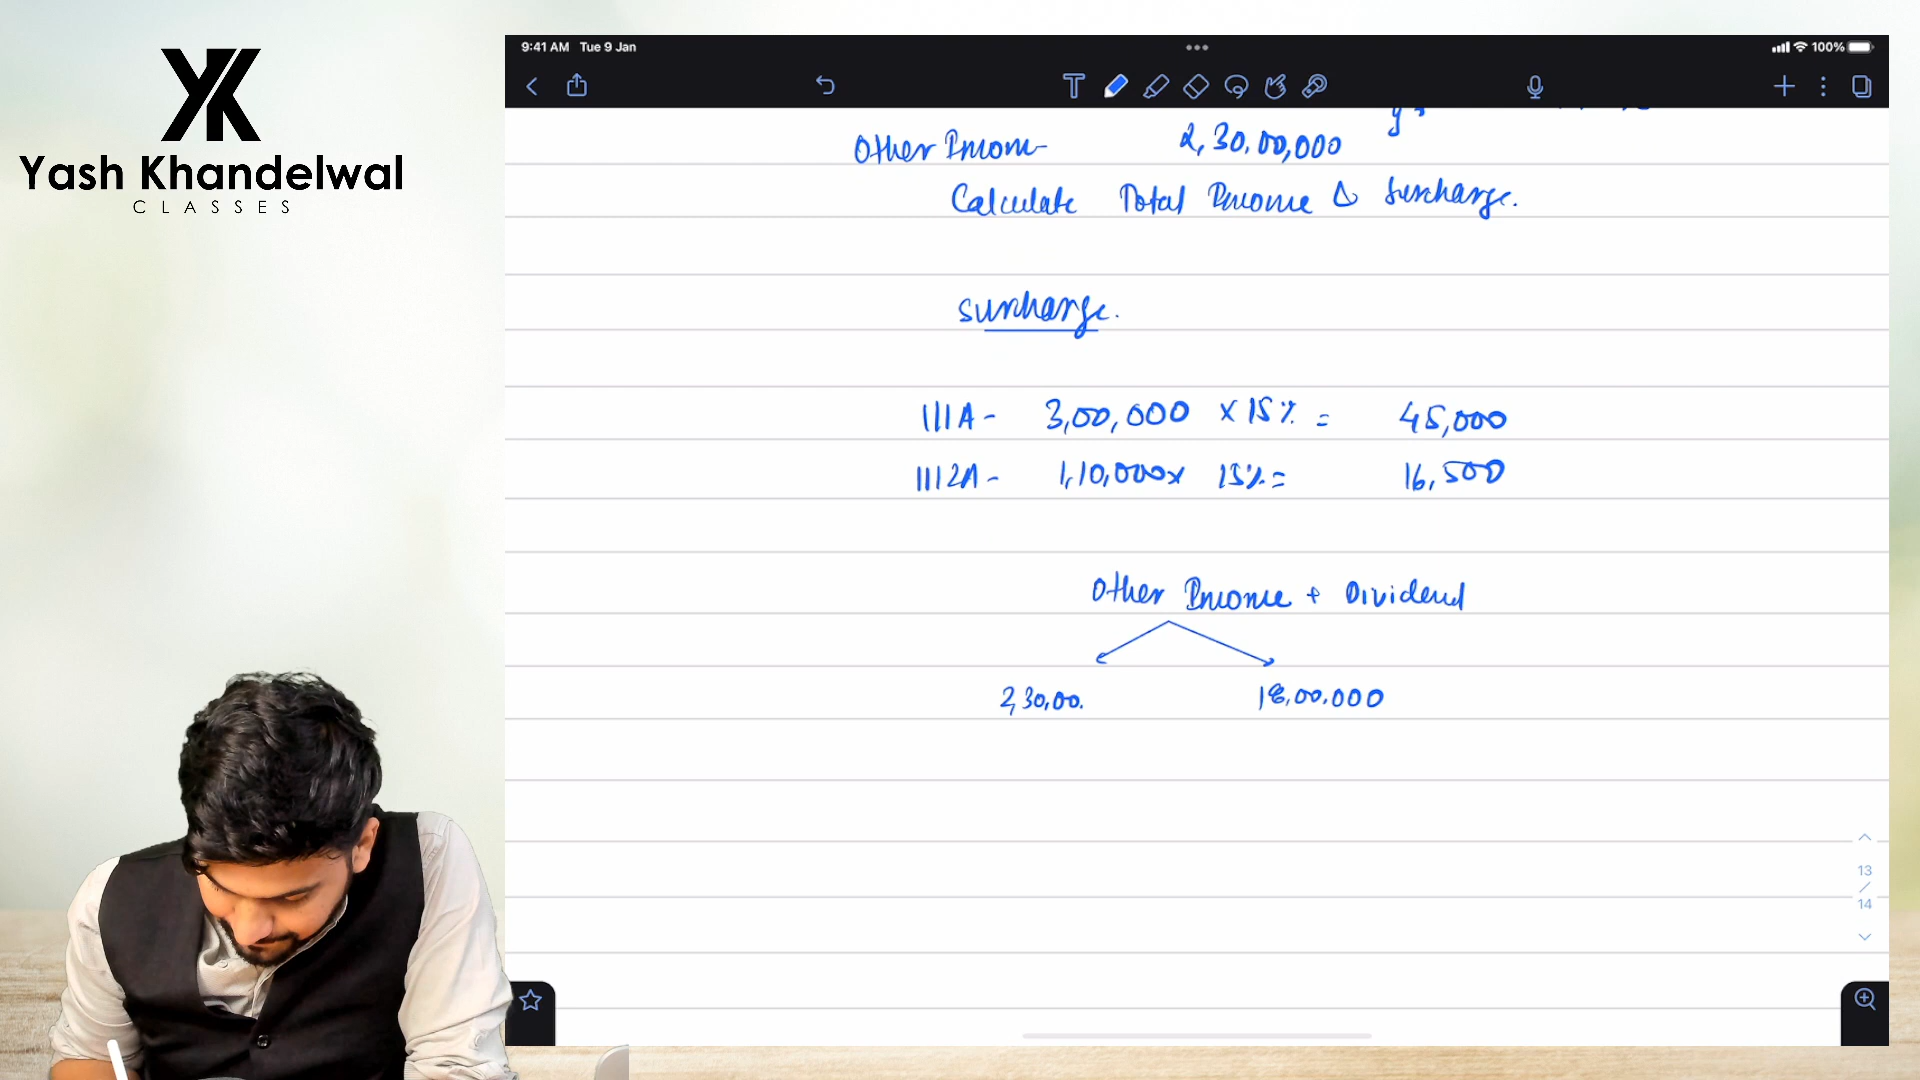 YK
Yash Khandelwal
CLASSES
9:41 AM Tue 9 Jan
100%
Other Income 2,30,00,000
Calculate Total Income & Surcharge.
Surcharge.
111A - 3,00,000 x 15% = 45,000
1112A - 1,10,000 x 15% = 16,500
Other Income + Dividend
2,30,00. 18,00,000
13
/
14